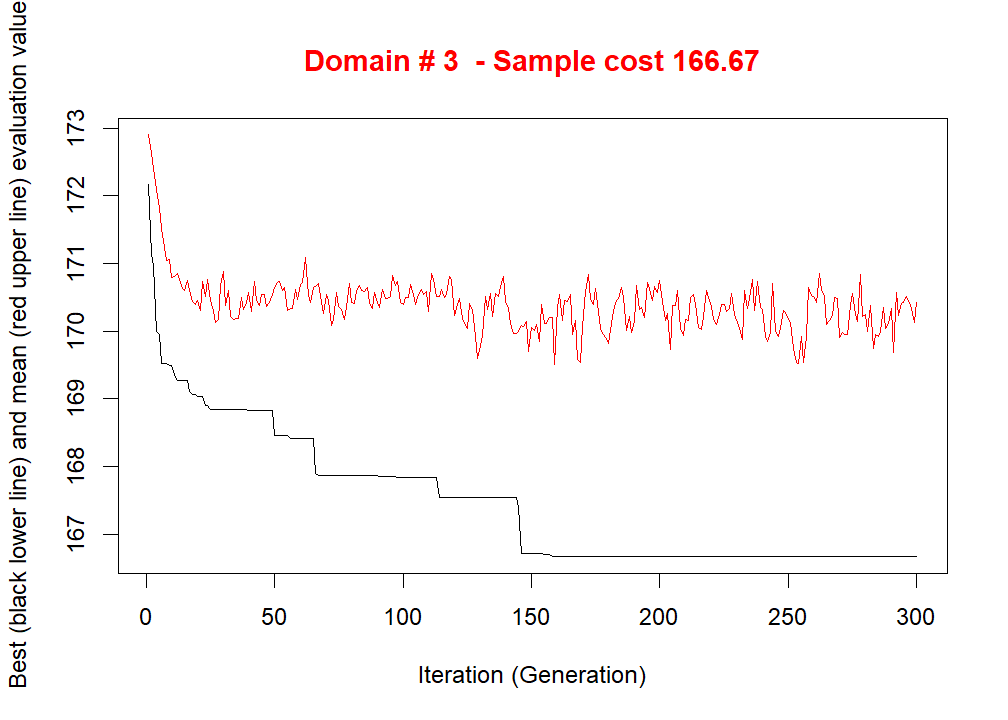 Domain # 3  - Sample cost 166.67
Best (black lower line) and mean (red upper line) evaluation value
173
172
171
170
169
168
167
0 50 100 150 200 250 300
Iteration (Generation)